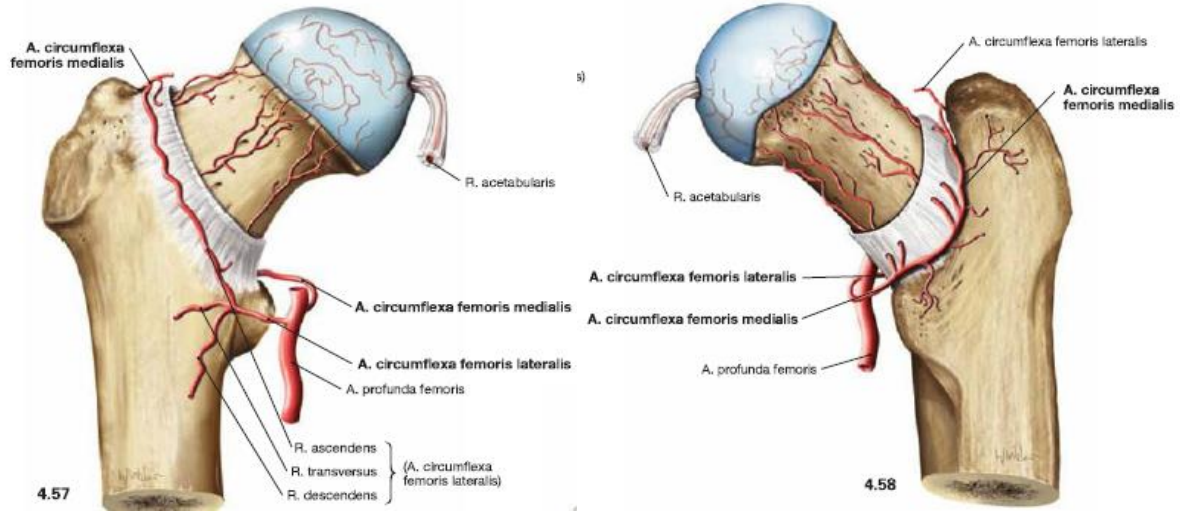 A. circumflexa
femoris medialis
R. acetabularis
A. circumflexa femoris medialis
A. circumflexa femoris lateralis
A. profunda femoris
R. ascendens
R. transversus
R. descendens
(A. circumflexa
femoris lateralis)
4.57
s)
A. circumflexa femoris lateralis
A. circumflexa
femoris medialis
R. acetabularis
A. circumflexa femoris lateralis
A. circumflexa femoris medialis
A. profunda femoris
4.58